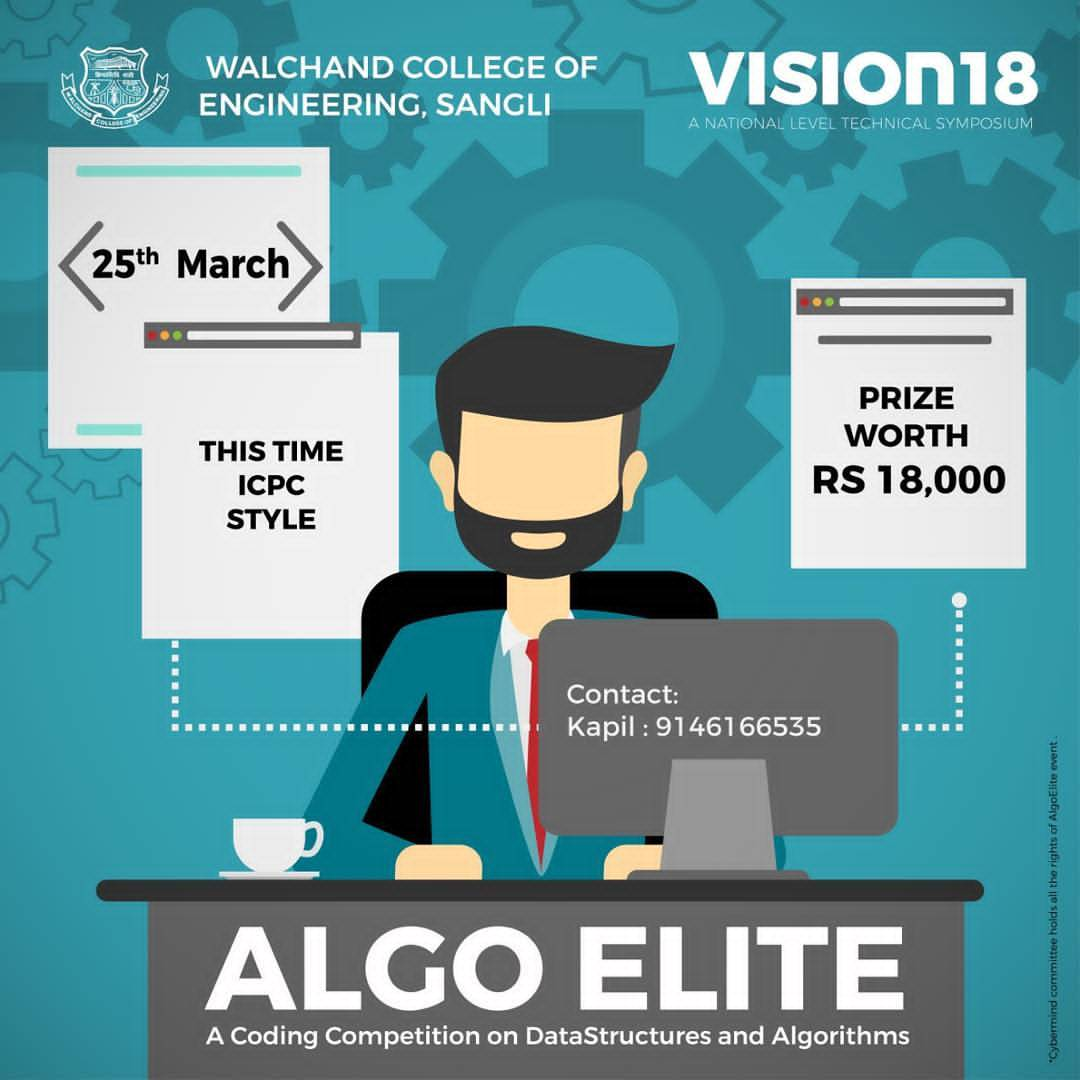 WALCHAND COLLEGE OF
ENGINEERING, SANGLI
VISION18
A NATIONAL LEVEL TECHNICAL SYMPOSIUM
25th March
THIS TIME
ICPC
STYLE
PRIZE
WORTH
RS 18,000
Contact:
Kapil : 9146166535
ALGO ELITE
A Coding Competition on DataStructures and Algorithms
*Cybermind committee holds all the rights of AlgoElite event .